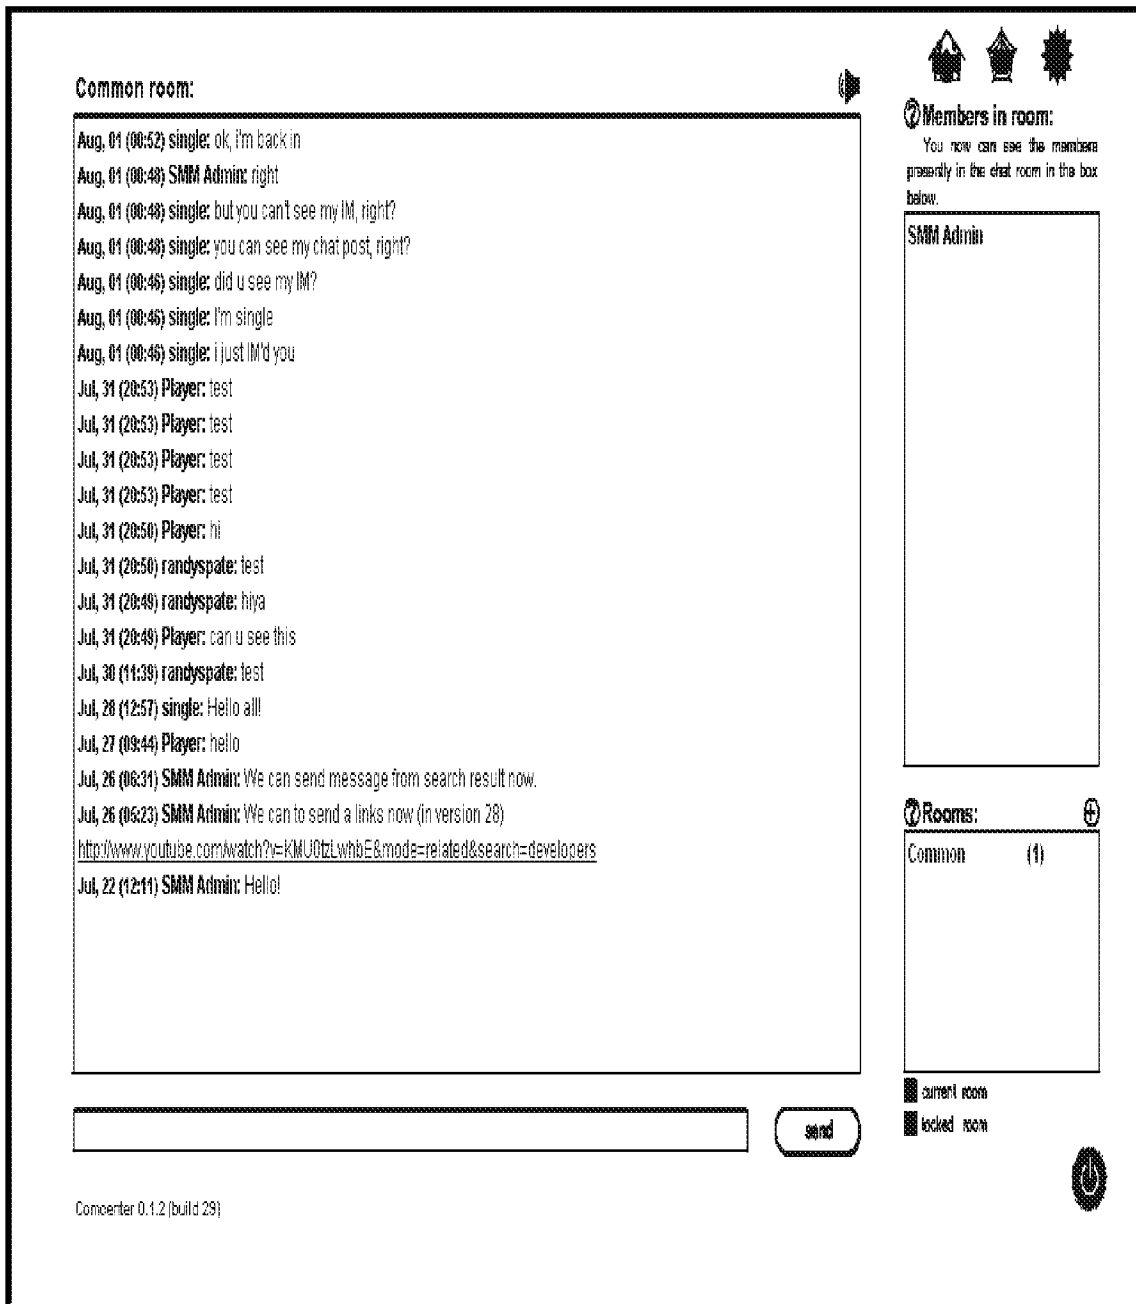 Common room:
Aug, 01 (00:52) single: ok, i'm back in
Aug, 01 (00:48) SMM Admin: right
Aug, 01 (00:48) single: but you can't see my IM, right?
Aug, 01 (00:48) single: you can see my chat post, right?
Aug, 01 (00:46) single: did u see my IM?
Aug, 01 (00:46) single: I'm single
Aug, 01 (00:46) single: i just IM'd you
Jul, 31 (20:53) Player: test
Jul, 31 (20:53) Player: test
Jul, 31 (20:53) Player: test
Jul, 31 (20:53) Player: test
Jul, 31 (20:50) Player: hi
Jul, 31 (20:50) randyspate: test
Jul, 31 (20:49) randyspate: hiya
Jul, 31 (20:49) Player: can u see this
Jul, 30 (11:39) randyspate: test
Jul, 28 (12:57) single: Hello all!
Jul, 27 (09:44) Player: hello
Jul, 26 (06:31) SMM Admin: We can send message from search result now.
Jul, 26 (05:23) SMM Admin: We can to send a links now (in version 28)
http://www.youtube.com/watch?v=KMU0tzLwhbE&mode=related&search=developers
Jul, 22 (12:11) SMM Admin: Hello!
send
Comcenter 0.1.2 (build 29)
? Members in room:
You now can see the members
presently in the chat room in the box
below.
SMM Admin
? Rooms:
Common (1)
current room
locked room